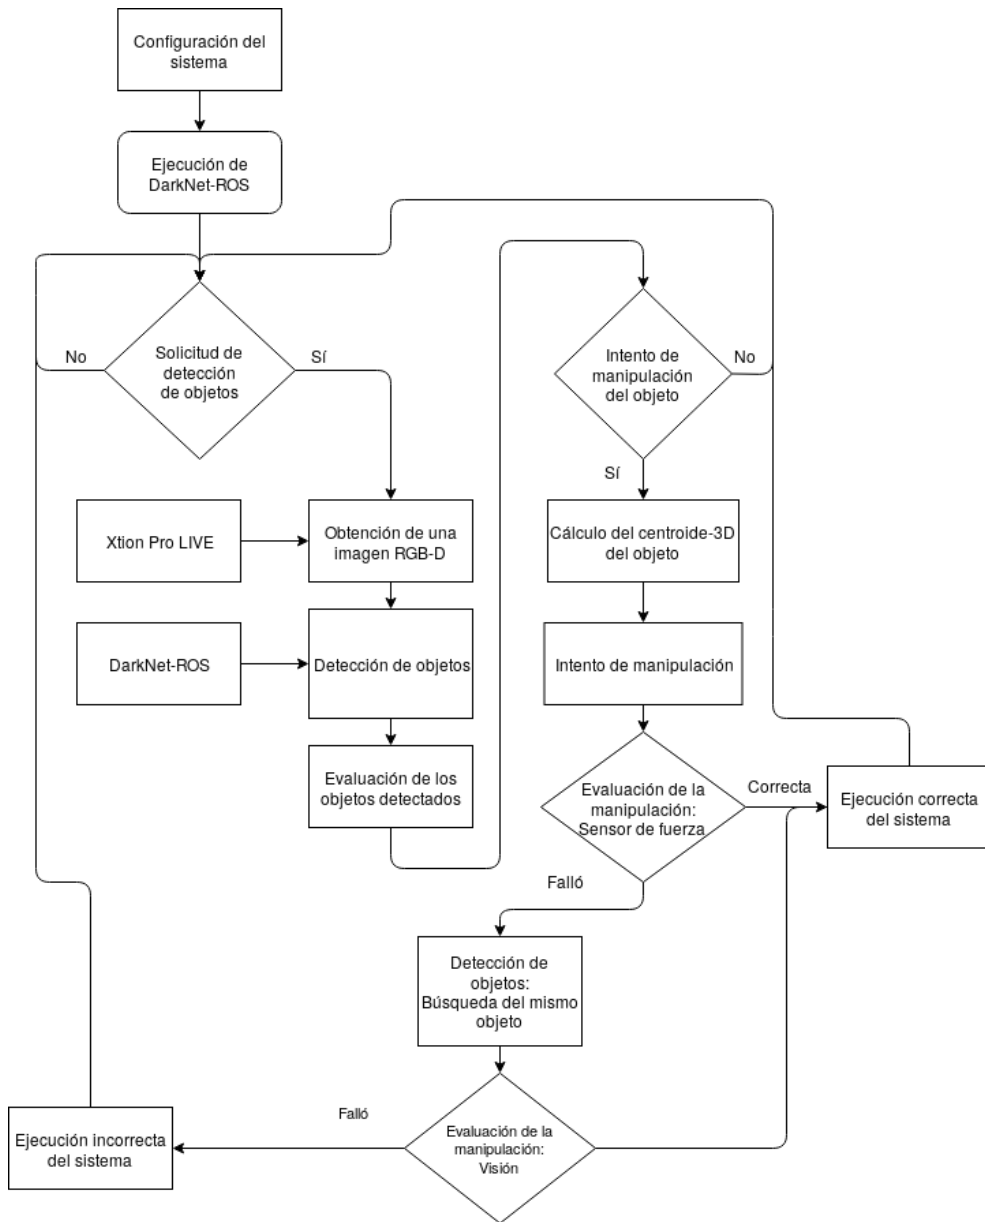 Configuración del
sistema
Ejecución de
DarkNet-ROS
Solicitud de
detección
de objetos
No
Sí
Xtion Pro LIVE
Obtención de una
imagen RGB-D
DarkNet-ROS
Detección de objetos
Evaluación de los
objetos detectados
Intento de
manipulación
del objeto
No
Sí
Cálculo del centroide-3D
del objeto
Intento de manipulación
Evaluación de la
manipulación:
Sensor de fuerza
Correcta
Ejecución correcta
del sistema
Falló
Detección de
objetos:
Búsqueda del mismo
objeto
Evaluación de la
manipulación:
Visión
Falló
Ejecución incorrecta
del sistema